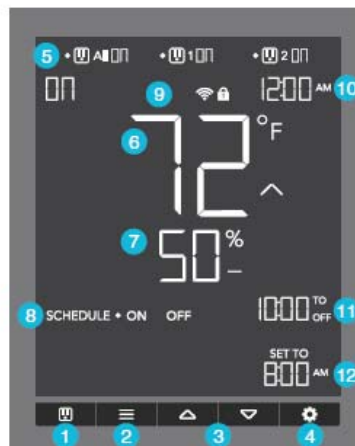 5 A ON 1 ON 2 ON
ON 9 12:00 AM 10
6 72 °F
7 50 %
8 SCHEDULE ON OFF 10:00 TO OFF 11
SET TO
8:00 AM 12
1 2 3 4